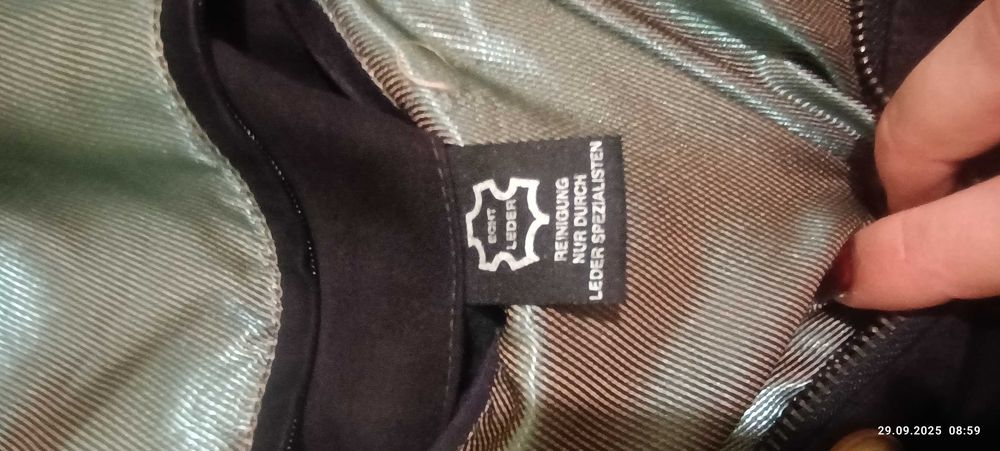 ECHT
LEDER
REINIGUNG
NUR DURCH
LEDER SPEZIALISTEN
29.09.2025 08:59